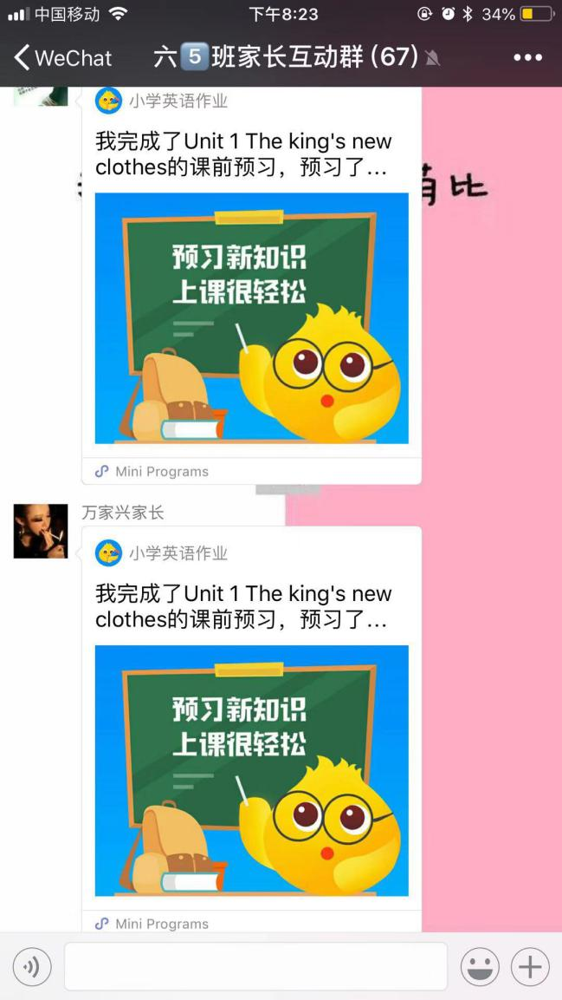 中国移动
下午8:23
34%
WeChat
六5️⃣班家长互动群(67)
小学英语作业
我完成了Unit 1 The king's new
clothes的课前预习，预习了...
有比
预习新知识
上课很轻松
Mini Programs
万家兴家长
小学英语作业
我完成了Unit 1 The king's new
clothes的课前预习，预习了...
预习新知识
上课很轻松
Mini Programs